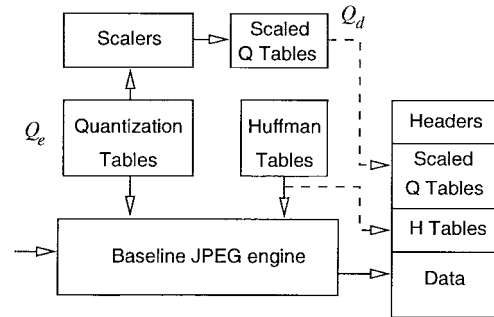 Scalers
Scaled
Q Tables
Q_d
Q_e
Quantization
Tables
Huffman
Tables
Baseline JPEG engine
Headers
Scaled
Q Tables
H Tables
Data